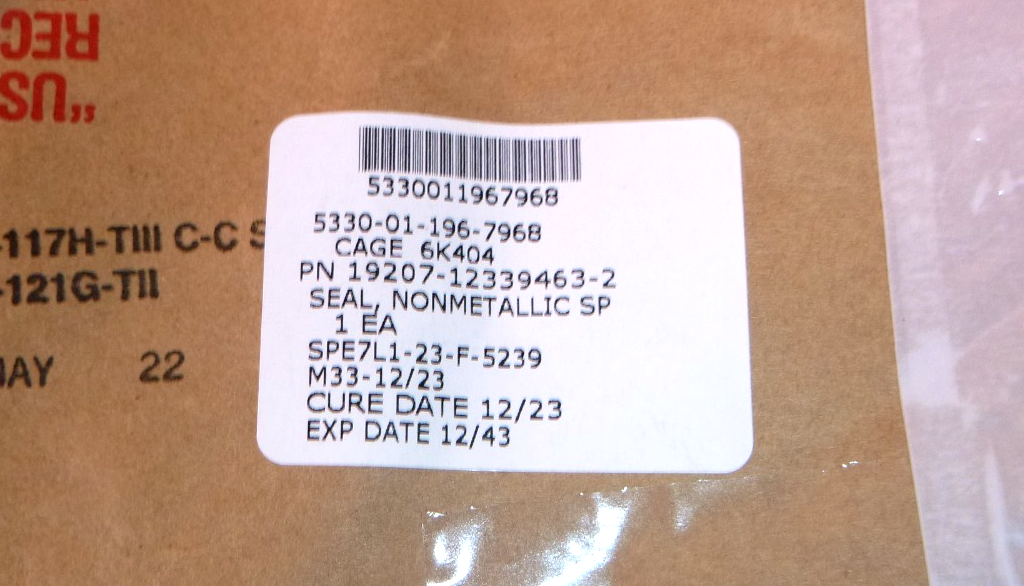 REC
"US
5330011967968
5330-01-196-7968
CAGE 6K404
PN 19207-12339463-2
SEAL, NONMETALLIC SP
1 EA
SPE7L1-23-F-5239
M33-12/23
CURE DATE 12/23
EXP DATE 12/43
-117H-TIII C-C S
-121G-TII
MAY 22